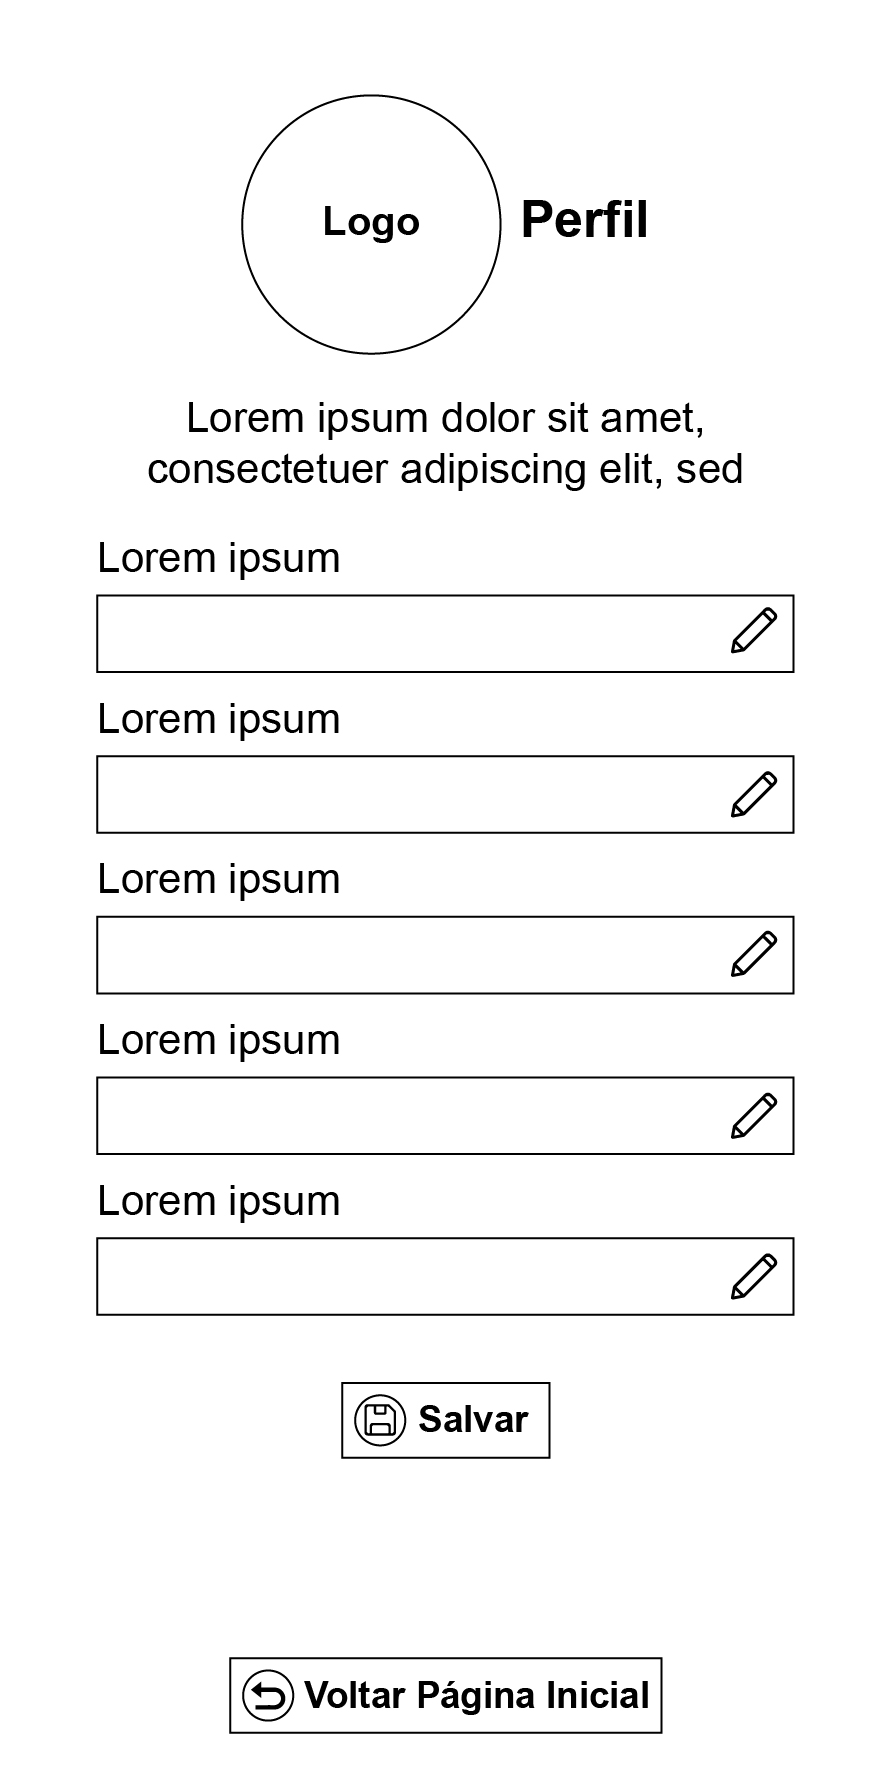 Logo
Perfil
Lorem ipsum dolor sit amet,
consectetuer adipiscing elit, sed
Lorem ipsum
Lorem ipsum
Lorem ipsum
Lorem ipsum
Lorem ipsum
Salvar
Voltar Página Inicial